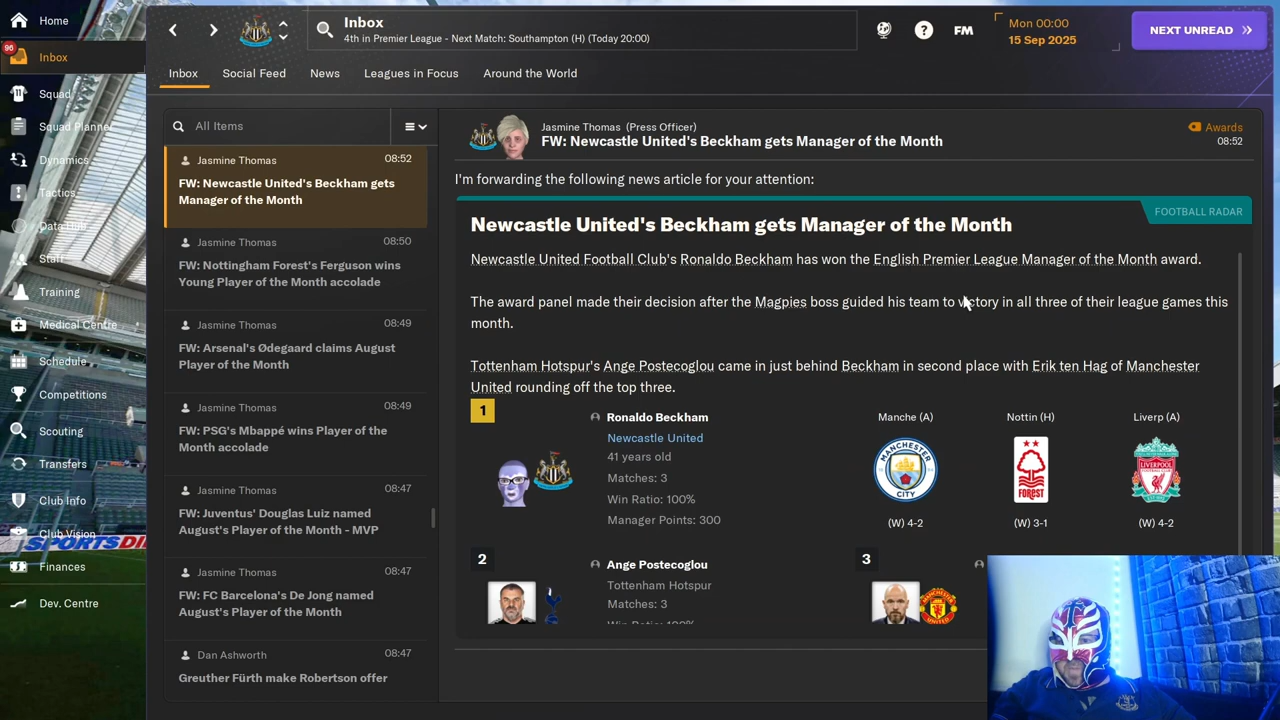 Home
96
Inbox
Squad
Squad Planner
Dynamics
Tactics
Data Hub
Staff
Training
Medical Centre
Schedule
Competitions
Scouting
Transfers
Club Info
Club Vision
Finances
Dev. Centre
SPORTS DI
Inbox
4th in Premier League - Next Match: Southampton (H) (Today 20:00)
?
FM
Mon 00:00
15 Sep 2025
NEXT UNREAD
Inbox
Social Feed
News
Leagues in Focus
Around the World
All Items
Jasmine Thomas 08:52
FW: Newcastle United's Beckham gets
Manager of the Month
Jasmine Thomas 08:50
FW: Nottingham Forest's Ferguson wins
Young Player of the Month accolade
Jasmine Thomas 08:49
FW: Arsenal's Ødegaard claims August
Player of the Month
Jasmine Thomas 08:49
FW: PSG's Mbappé wins Player of the
Month accolade
Jasmine Thomas 08:47
FW: Juventus' Douglas Luiz named
August's Player of the Month - MVP
Jasmine Thomas 08:47
FW: FC Barcelona's De Jong named
August's Player of the Month
Dan Ashworth 08:47
Greuther Fürth make Robertson offer
Jasmine Thomas (Press Officer)
FW: Newcastle United's Beckham gets Manager of the Month
Awards
08:52
I'm forwarding the following news article for your attention:
FOOTBALL RADAR
Newcastle United's Beckham gets Manager of the Month
Newcastle United Football Club's Ronaldo Beckham has won the English Premier League Manager of the Month award.
The award panel made their decision after the Magpies boss guided his team to victory in all three of their league games this
month.
Tottenham Hotspur's Ange Postecoglou came in just behind Beckham in second place with Erik ten Hag of Manchester
United rounding off the top three.
1
Ronaldo Beckham
Newcastle United
41 years old
Matches: 3
Win Ratio: 100%
Manager Points: 300
Manche (A)
Nottin (H)
Liverp (A)
(W) 4-2
(W) 3-1
(W) 4-2
2
Ange Postecoglou
Tottenham Hotspur
Matches: 3
Win Ratio: 100%
3